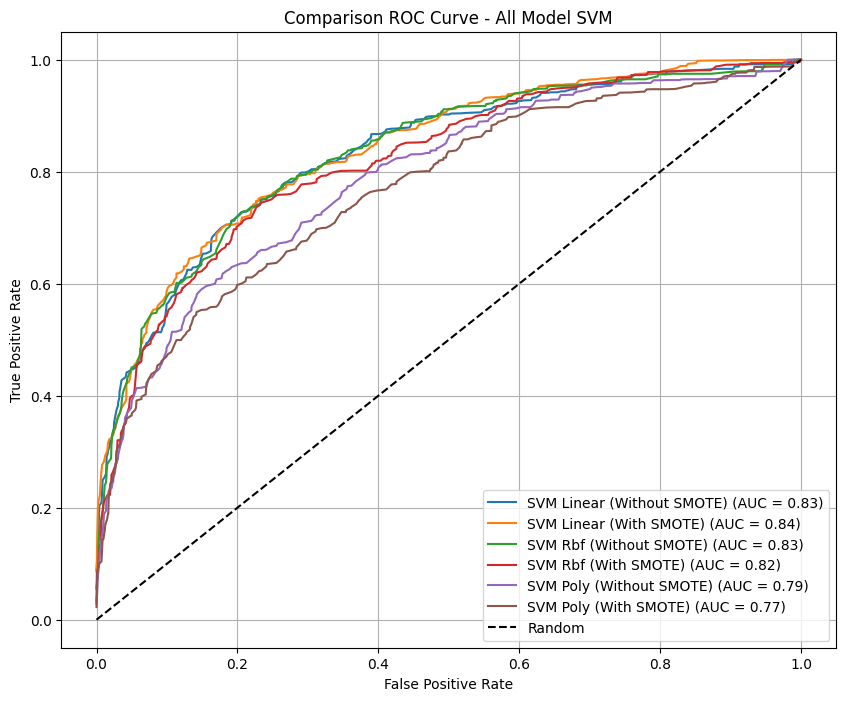 Comparison ROC Curve - All Model SVM
True Positive Rate
1.0
0.8
0.6
0.4
0.2
0.0
SVM Linear (Without SMOTE) (AUC = 0.83)
SVM Linear (With SMOTE) (AUC = 0.84)
SVM Rbf (Without SMOTE) (AUC = 0.83)
SVM Rbf (With SMOTE) (AUC = 0.82)
SVM Poly (Without SMOTE) (AUC = 0.79)
SVM Poly (With SMOTE) (AUC = 0.77)
Random
0.0 0.2 0.4 0.6 0.8 1.0
False Positive Rate